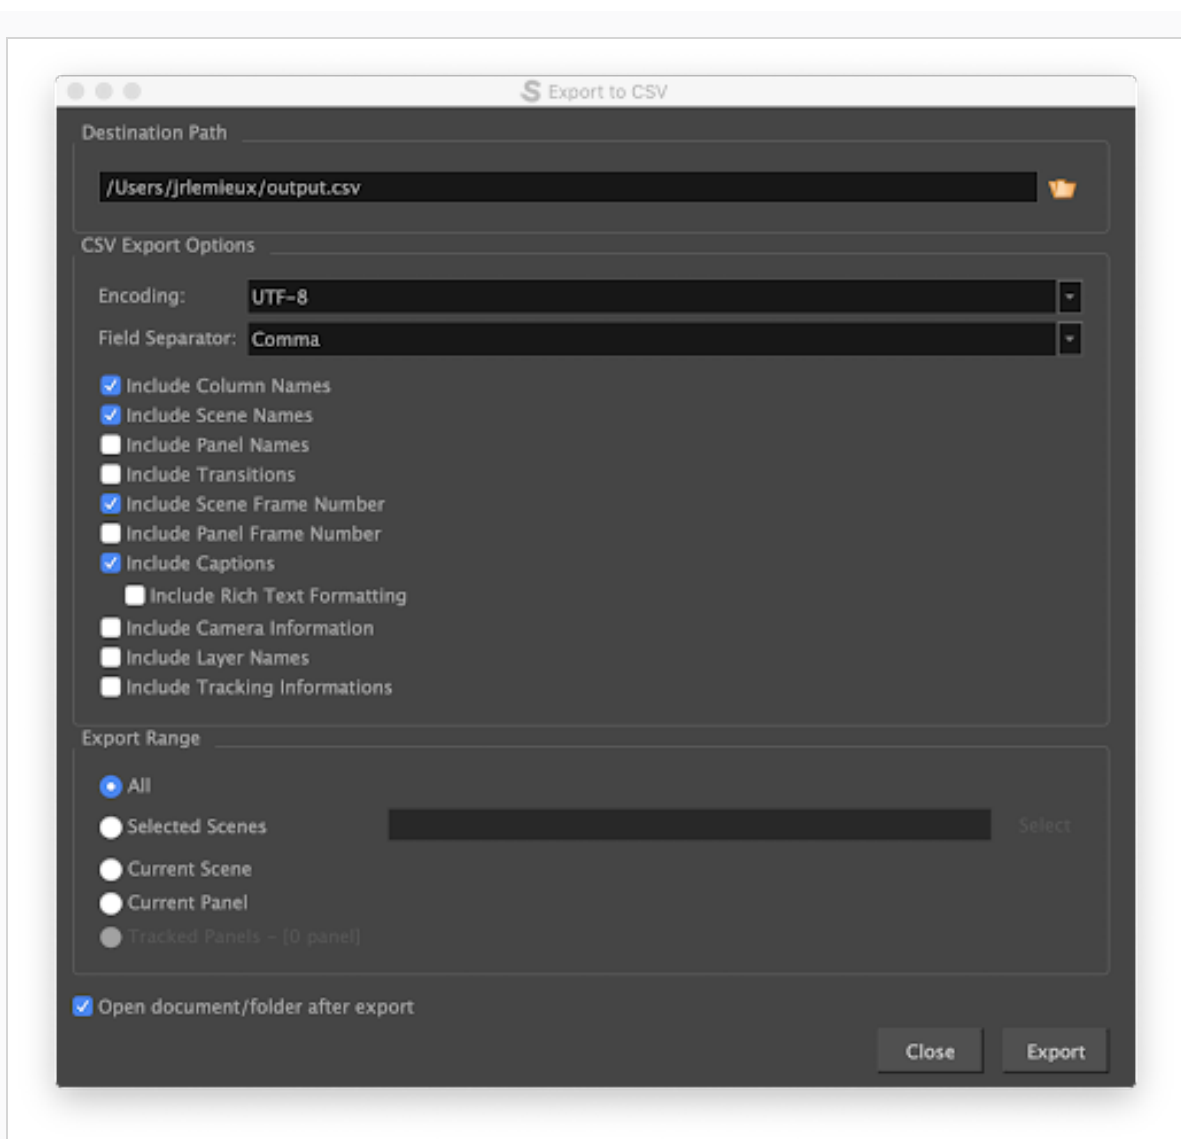 Export to CSV
Destination Path
/Users/jrlemieux/output.csv
CSV Export Options
Encoding: UTF-8
Field Separator: Comma
Include Column Names
Include Scene Names
Include Panel Names
Include Transitions
Include Scene Frame Number
Include Panel Frame Number
Include Captions
Include Rich Text Formatting
Include Camera Information
Include Layer Names
Include Tracking Informations
Export Range
All
Selected Scenes Select
Current Scene
Current Panel
Tracked Panels - [0 panel]
Open document/folder after export
Close Export